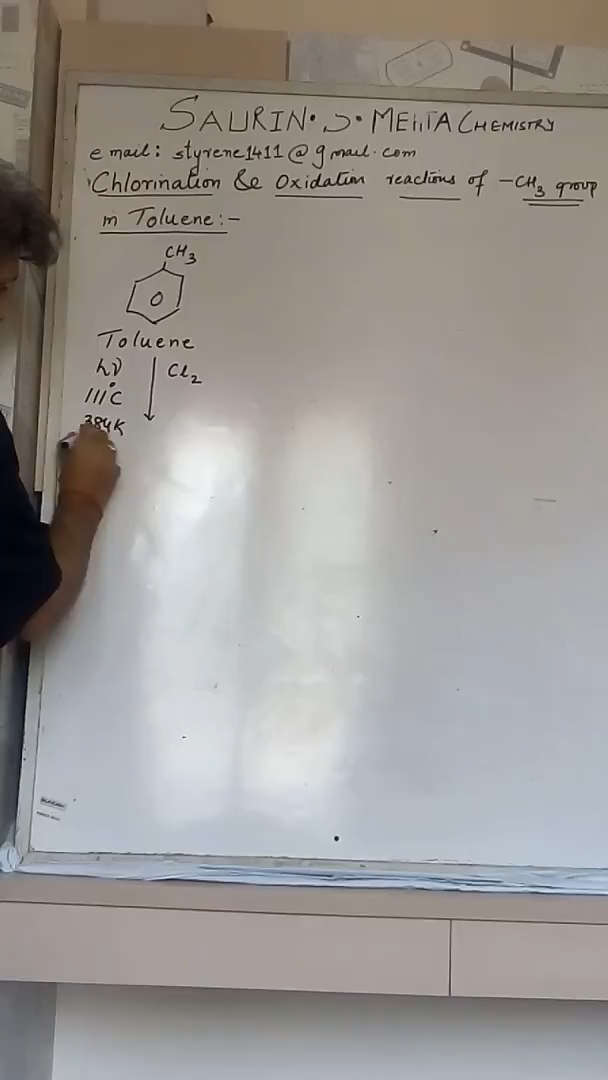 SAURIN. S. MEHTA CHEMISTRY
e mail: styrene1411@gmail.com
Chlorination & Oxidation reactions of -CH3 group
in Toluene:-
CH3
Toluene
hν Cl2
111°C
384K